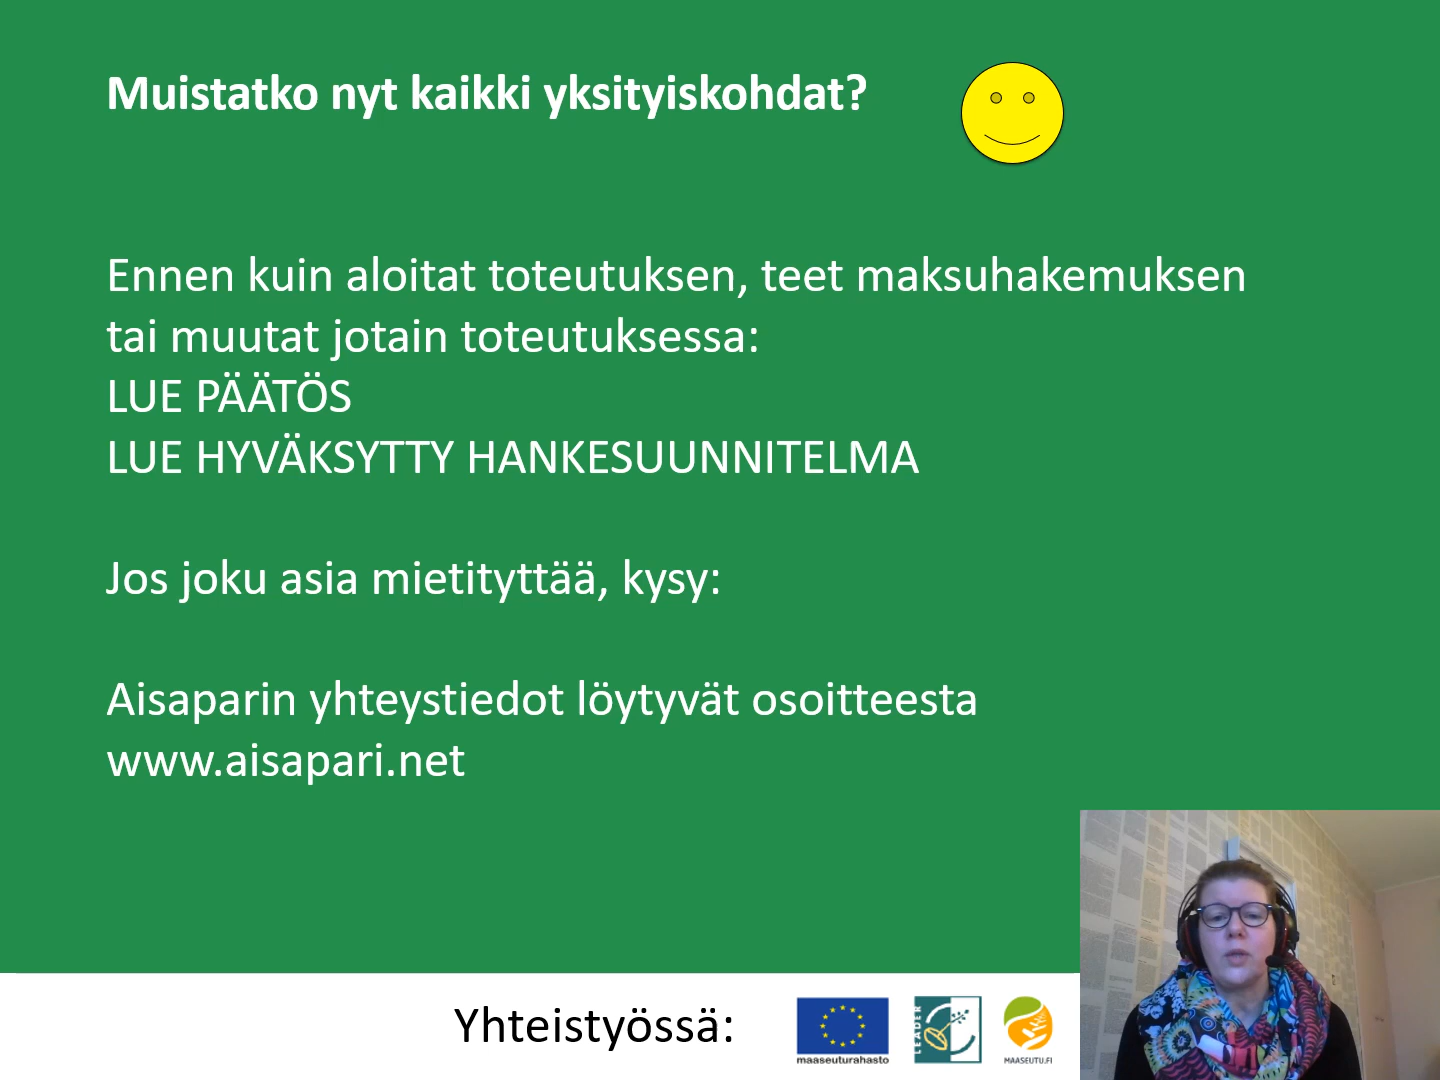 Muistatko nyt kaikki yksityiskohdat?
Ennen kuin aloitat toteutuksen, teet maksuhakemuksen
tai muutat jotain toteutuksessa:
LUE PÄÄTÖS
LUE HYVÄKSYTTY HANKESUUNNITELMA
Jos joku asia mietityttää, kysy:
Aisaparin yhteystiedot löytyvät osoitteesta
www.aisapari.net
Yhteistyössä:
maaseuturahasto
LEADER
MAASEUTU.FI